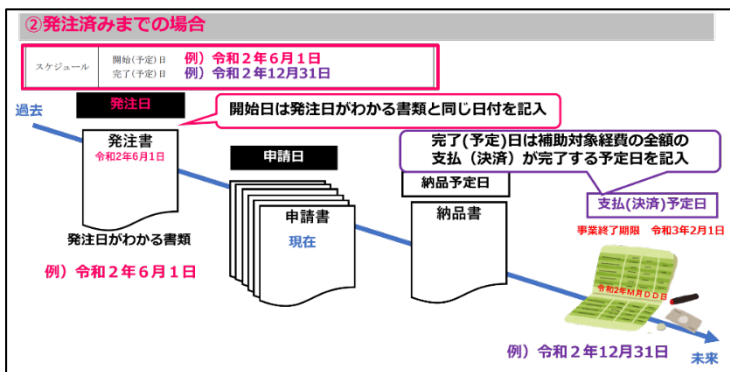 ②発注済みまでの場合
スケジュール
開始(予定)日 例）令和２年６月１日
完了(予定)日 例）令和２年12月31日
過去
発注日
開始日は発注日がわかる書類と同じ日付を記入
発注書
令和2年6月1日
発注日がわかる書類
例）令和２年６月１日
申請日
申請書
現在
完了(予定)日は補助対象経費の全額の
支払（決済）が完了する予定日を記入
納品予定日
納品書
支払(決済)予定日
事業終了期限　令和3年2月1日
令和2年M月DD日
例）令和２年12月31日
未来